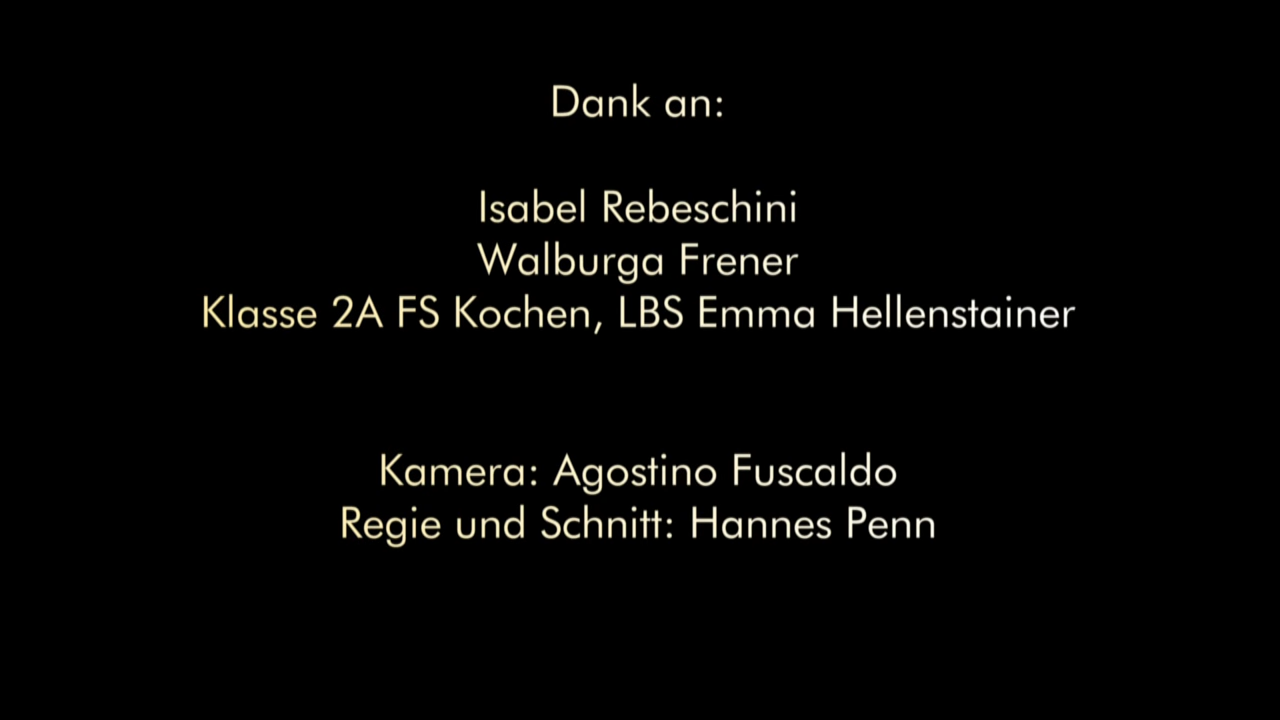 Dank an:
Isabel Rebeschini
Walburga Frener
Klasse 2A FS Kochen, LBS Emma Hellenstainer
Kamera: Agostino Fuscaldo
Regie und Schnitt: Hannes Penn